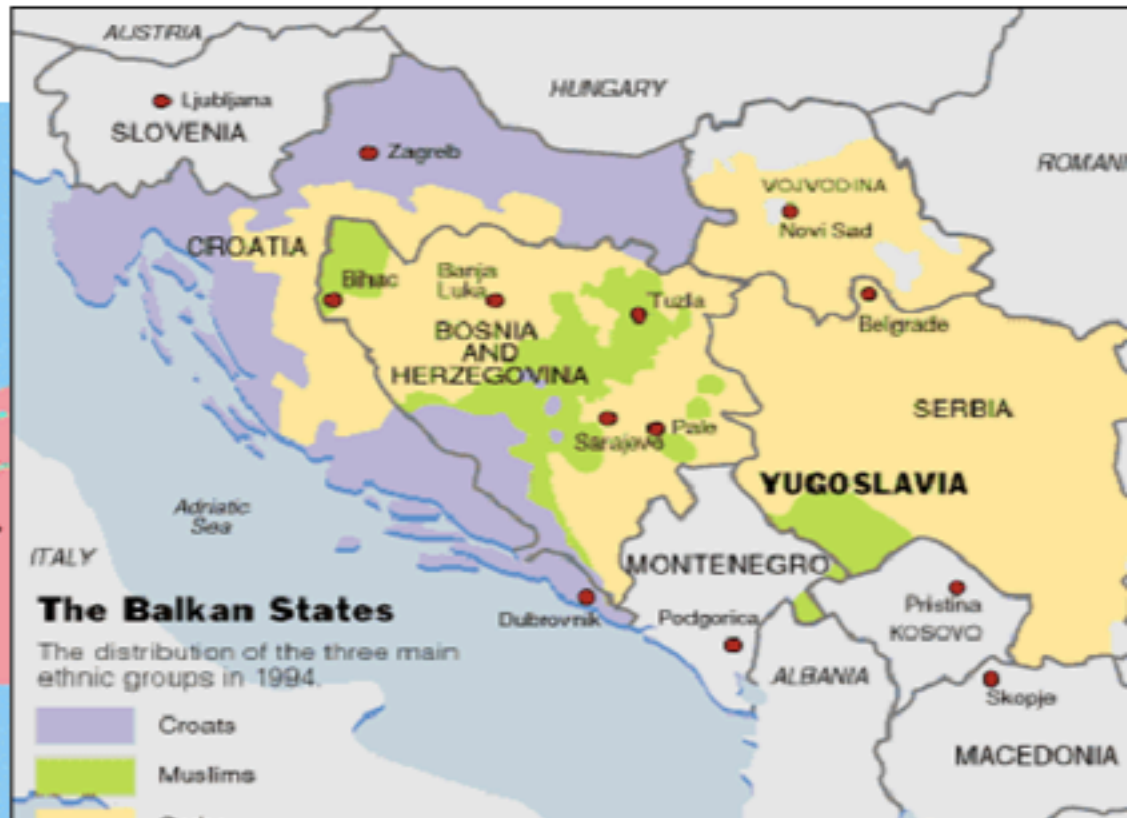 AUSTRIA
HUNGARY
Ljubljana
SLOVENIA
Zagreb
VOJVODINA
Novi Sad
CROATIA
Bihac
Banja
Luka
Tuzla
Belgrade
BOSNIA
AND
HERZEGOVINA
SERBIA
Sarajevo
Pale
YUGOSLAVIA
Adriatic
Sea
ITALY
MONTENEGRO
Dubrovnik
Podgorica
Pristina
KOSOVO
ALBANIA
Skopje
MACEDONIA
The Balkan States
The distribution of the three main
ethnic groups in 1994.
Croats
Muslims